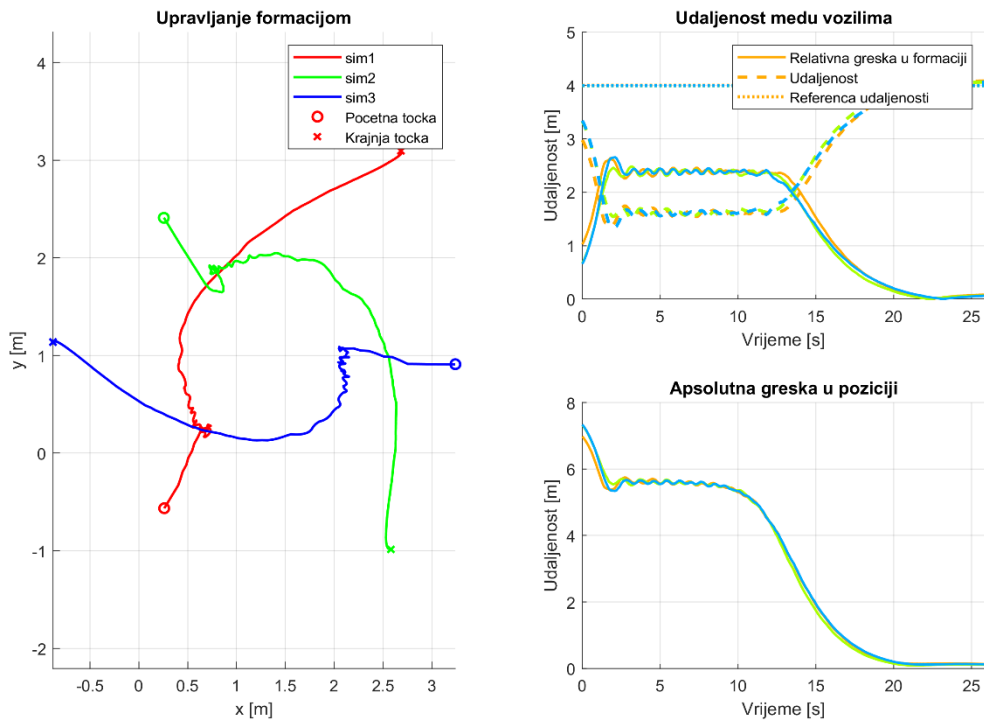 Upravljanje formacijom
sim1
sim2
sim3
Pocetna tocka
Krajnja tocka
4
3
2
1
0
-1
-2
y [m]
-0.5
0
0.5
1
1.5
2
2.5
3
x [m]
Udaljenost medu vozilima
Relativna greska u formaciji
Udaljenost
Referenca udaljenosti
5
4
3
2
1
0
Udaljenost [m]
0
5
10
15
20
25
Vrijeme [s]
Apsolutna greska u poziciji
8
6
4
2
0
Udaljenost [m]
0
5
10
15
20
25
Vrijeme [s]